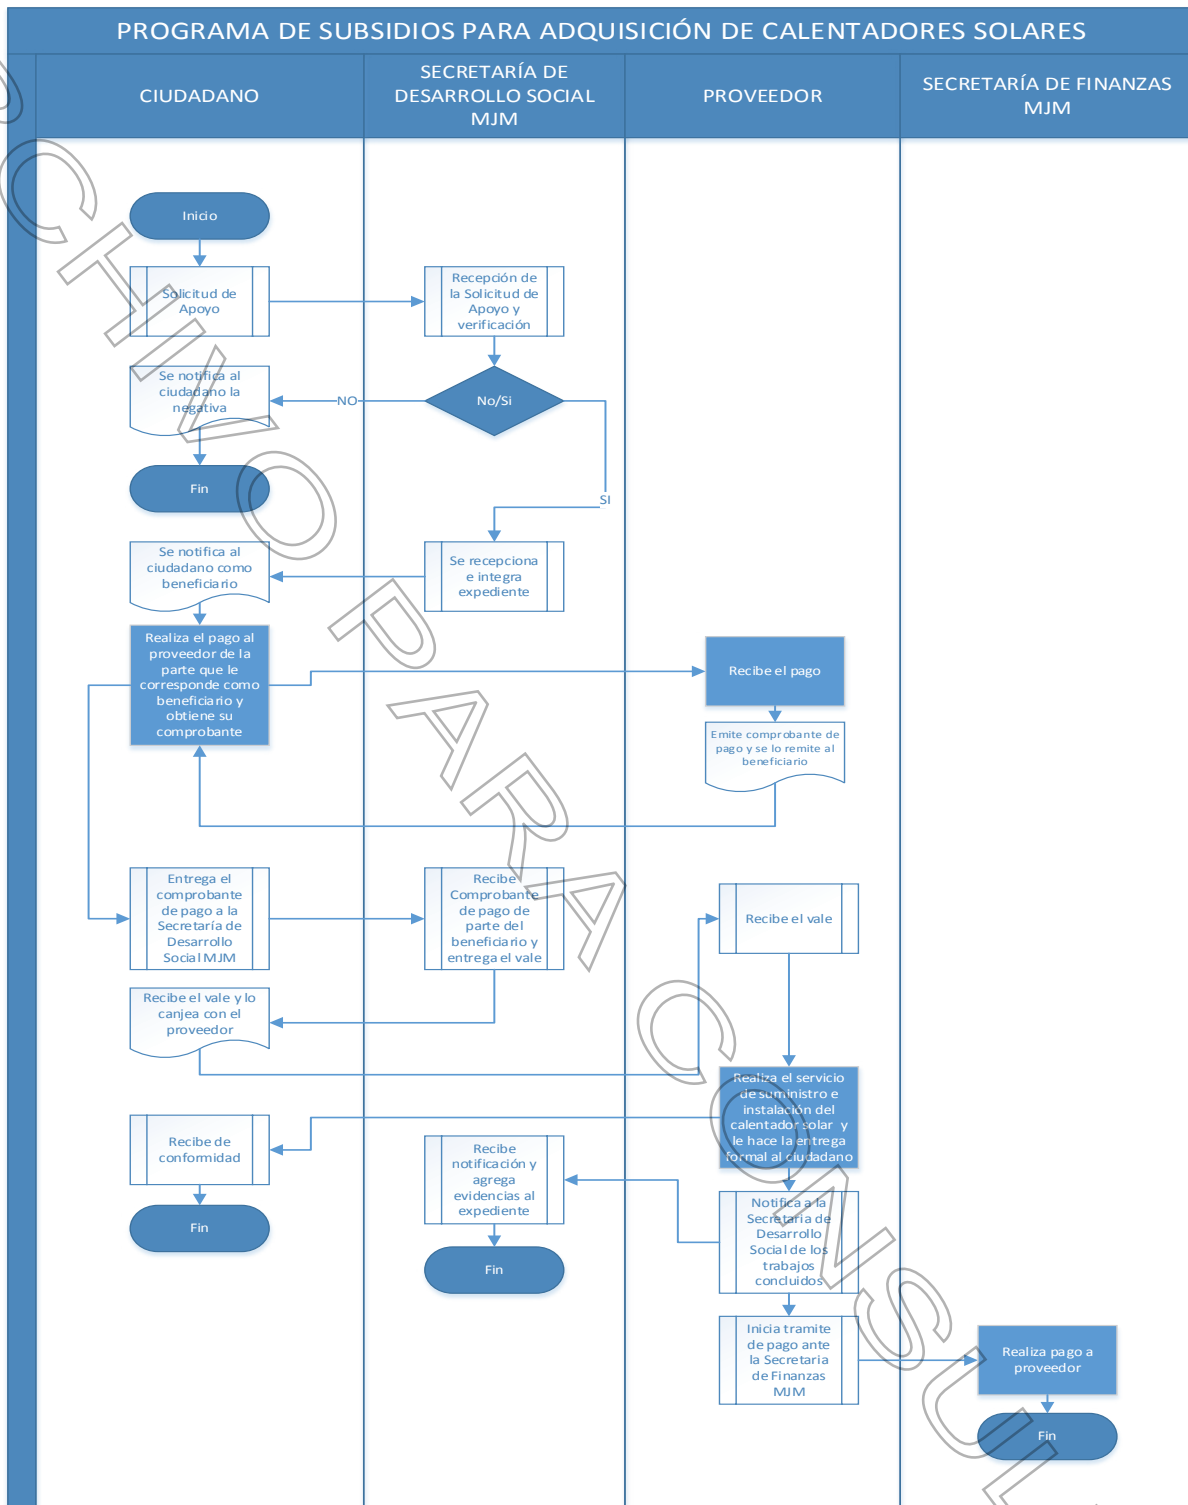 PROGRAMA DE SUBSIDIOS PARA ADQUISICIÓN DE CALENTADORES SOLARES
CIUDADANO
SECRETARÍA DE
DESARROLLO SOCIAL
MJM
PROVEEDOR
SECRETARÍA DE FINANZAS
MJM
Inicio
Solicitud de
Apoyo
Recepción de
la Solicitud de
Apoyo y
verificación
Se notifica al
ciudadano la
negativa
NO
No/Si
Fin
SI
Se notifica al
ciudadano como
beneficiario
Se recepciona
e integra
expediente
Realiza el pago al
proveedor de la
parte que le
corresponde como
beneficiario y
obtiene su
comprobante
Recibe el pago
Emite comprobante de
pago y se lo remite al
beneficiario
Entrega el
comprobante
de pago a la
Secretaría de
Desarrollo
Social MJM
Recibe
Comprobante
de pago de
parte del
beneficiario y
entrega el vale
Recibe el vale
Recibe el vale y lo
canjea con el
proveedor
Realiza el servicio
de suministro e
instalación del
calentador solar y
le hace la entrega
formal al ciudadano
Recibe de
conformidad
Recibe
notificación y
agrega
evidencias al
expediente
Notifica a la
Secretaria de
Desarrollo
Social de los
trabajos
concluidos
Fin
Fin
Inicia tramite
de pago ante
la Secretaria
de Finanzas
MJM
Realiza pago a
proveedor
Fin
CHIVO PARA CONSUL